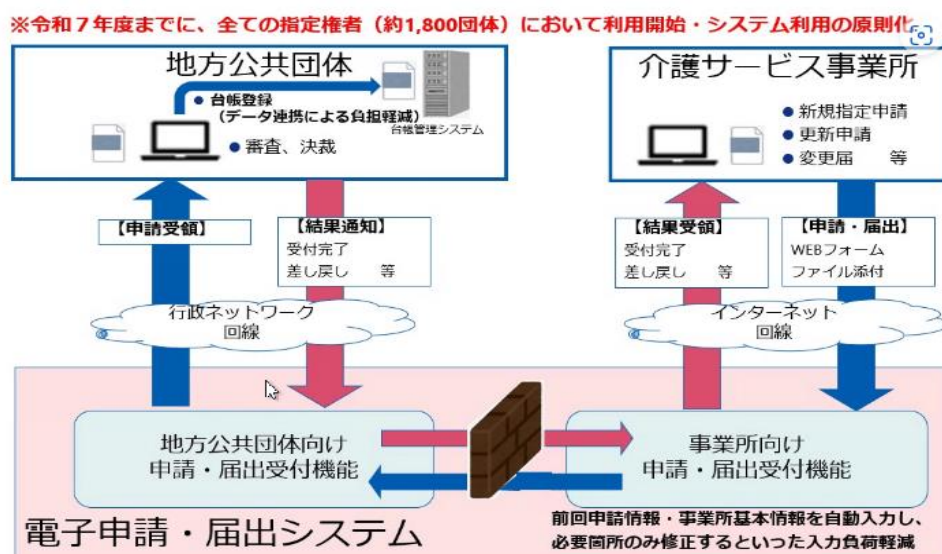 ※令和７年度までに、全ての指定権者（約1,800団体）において利用開始・システム利用の原則化
地方公共団体
● 台帳登録
（データ連携による負担軽減）
台帳管理システム
● 審査、決裁
介護サービス事業所
● 新規指定申請
● 更新申請
● 変更届　等
【申請受領】
【結果通知】
受付完了
差し戻し　等
【結果受領】
受付完了
差し戻し　等
【申請・届出】
WEBフォーム
ファイル添付
行政ネットワーク
回線
インターネット
回線
地方公共団体向け
申請・届出受付機能
事業所向け
申請・届出受付機能
電子申請・届出システム
前回申請情報・事業所基本情報を自動入力し、
必要箇所のみ修正するといった入力負荷軽減